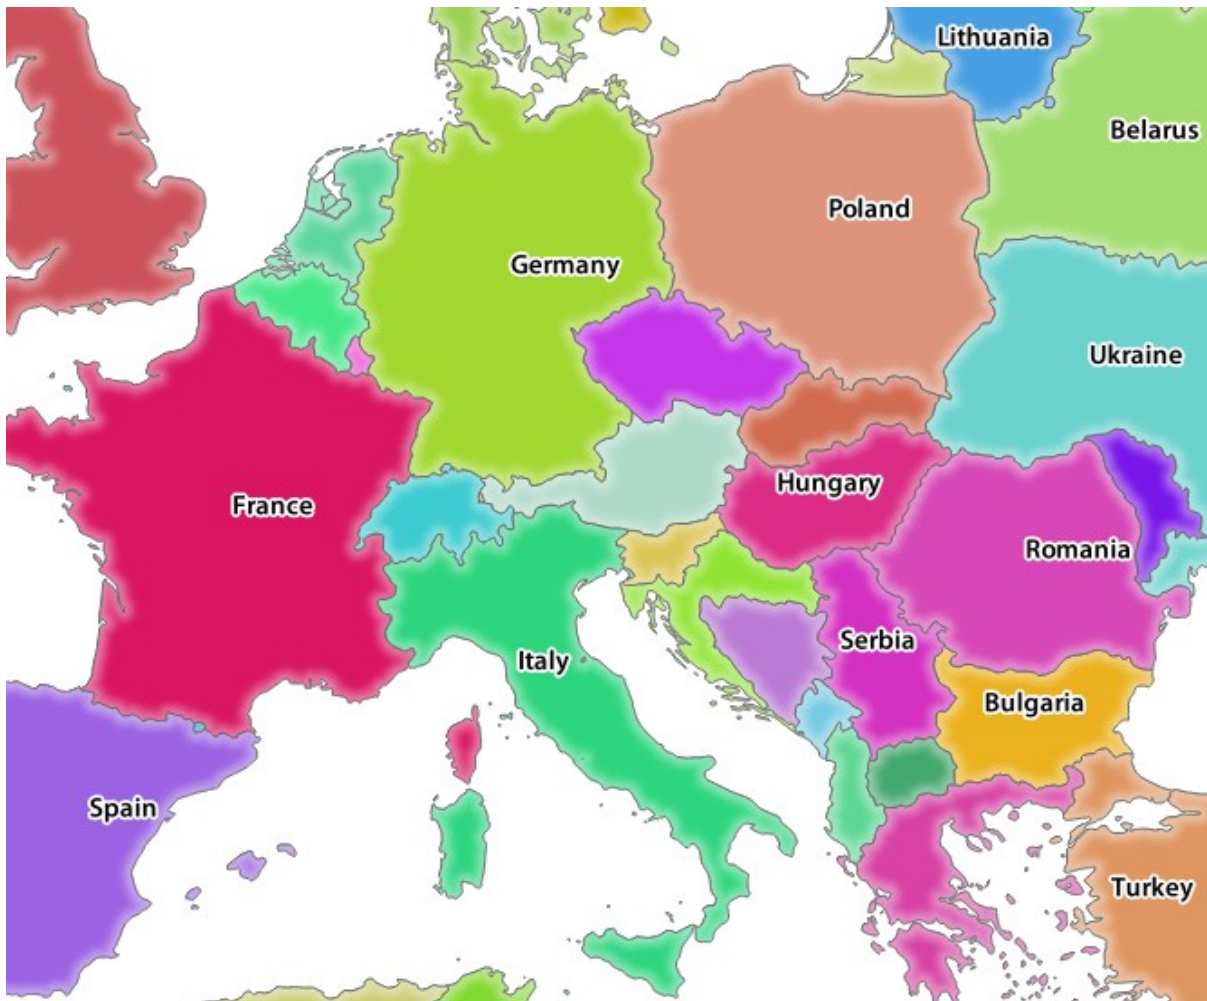 Lithuania
Belarus
Poland
Germany
Ukraine
Hungary
France
Romania
Serbia
Italy
Bulgaria
Spain
Turkey